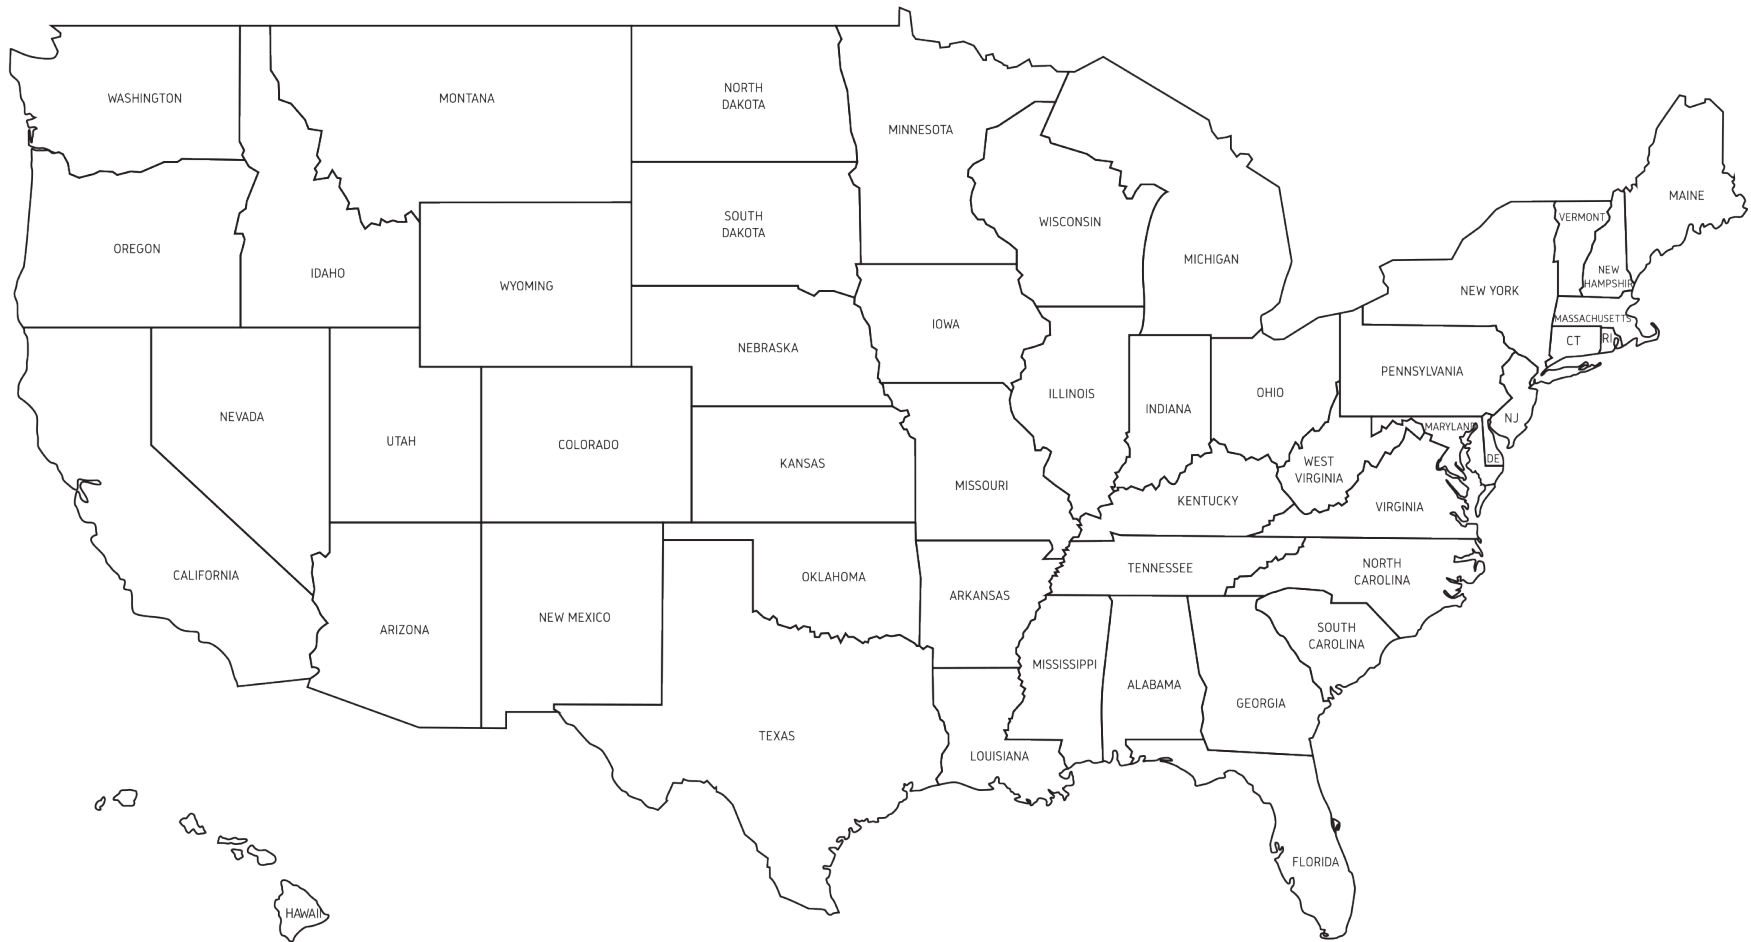 WASHINGTON
MONTANA
NORTH
DAKOTA
MINNESOTA
MAINE
OREGON
IDAHO
WYOMING
SOUTH
DAKOTA
WISCONSIN
MICHIGAN
NEW YORK
VERMONT
NEW
HAMPSHIR
MASSACHUSETTS
CT
RI
IOWA
NEBRASKA
ILLINOIS
INDIANA
OHIO
PENNSYLVANIA
NJ
NEVADA
UTAH
COLORADO
KANSAS
MISSOURI
KENTUCKY
WEST
VIRGINIA
MARYLAND
DE
VIRGINIA
CALIFORNIA
ARIZONA
NEW MEXICO
OKLAHOMA
ARKANSAS
TENNESSEE
NORTH
CAROLINA
SOUTH
CAROLINA
MISSISSIPPI
ALABAMA
GEORGIA
TEXAS
LOUISIANA
FLORIDA
HAWAII